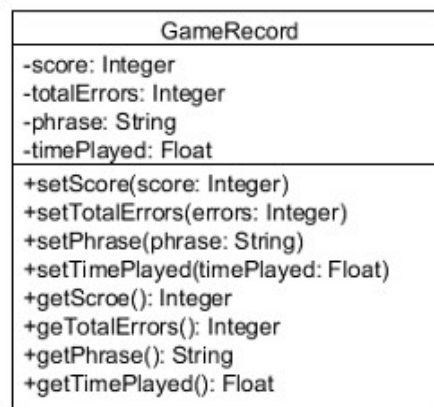 GameRecord
-score: Integer
-totalErrors: Integer
-phrase: String
-timePlayed: Float
+setScore(score: Integer)
+setTotalErrors(errors: Integer)
+setPhrase(phrase: String)
+setTimePlayed(timePlayed: Float)
+getScroe(): Integer
+geTotalErrors(): Integer
+getPhrase(): String
+getTimePlayed(): Float